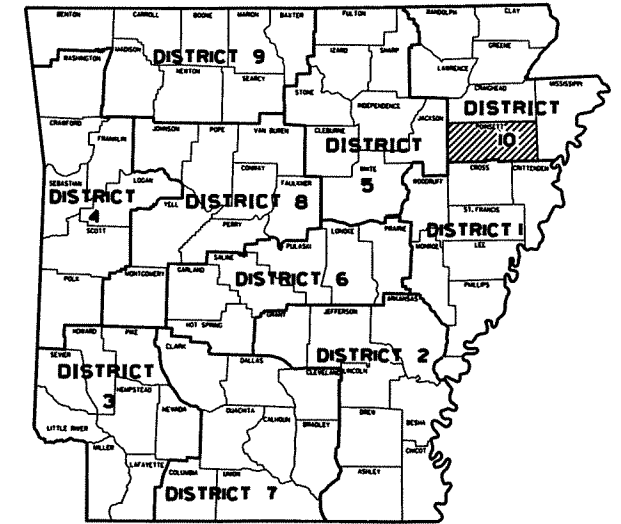 BENTON CARROLL BOONE MARION BAXTER FULTON RANDOLPH CLAY
WASHINGTON MADISON DISTRICT 9 IZARD SHARP GREENE
NEWTON SEARCY LAWRENCE
STONE CRAIGHEAD MISSISSIPPI
INDEPENDENCE DISTRICT
CRAWFORD JOHNSON POPE VAN BUREN CLEBURNE JACKSON POINSETT 10
FRANKLIN DISTRICT
CONWAY WHITE CROSS CRITTENDEN
SEBASTIAN LOGAN FAULKNER 5 WOODRUFF
DISTRICT YELL DISTRICT 8
4 PERRY ST. FRANCIS
SCOTT PULASKI LONOKE PRAIRIE MONROE DISTRICT 1
SALINE LEE
POLK MONTGOMERY GARLAND DISTRICT 6 PHILLIPS
ARKANSAS
HOT SPRING GRANT JEFFERSON
HOWARD PIKE CLARK
SEVIER DALLAS DISTRICT 2
DISTRICT CLEVELAND LINCOLN
3 HEMPSTEAD
NEVADA OUACHITA CALHOUN DREW DESHA
LITTLE RIVER BRADLEY
MILLER CHICOT
LAFAYETTE COLUMBIA UNION ASHLEY
DISTRICT 7